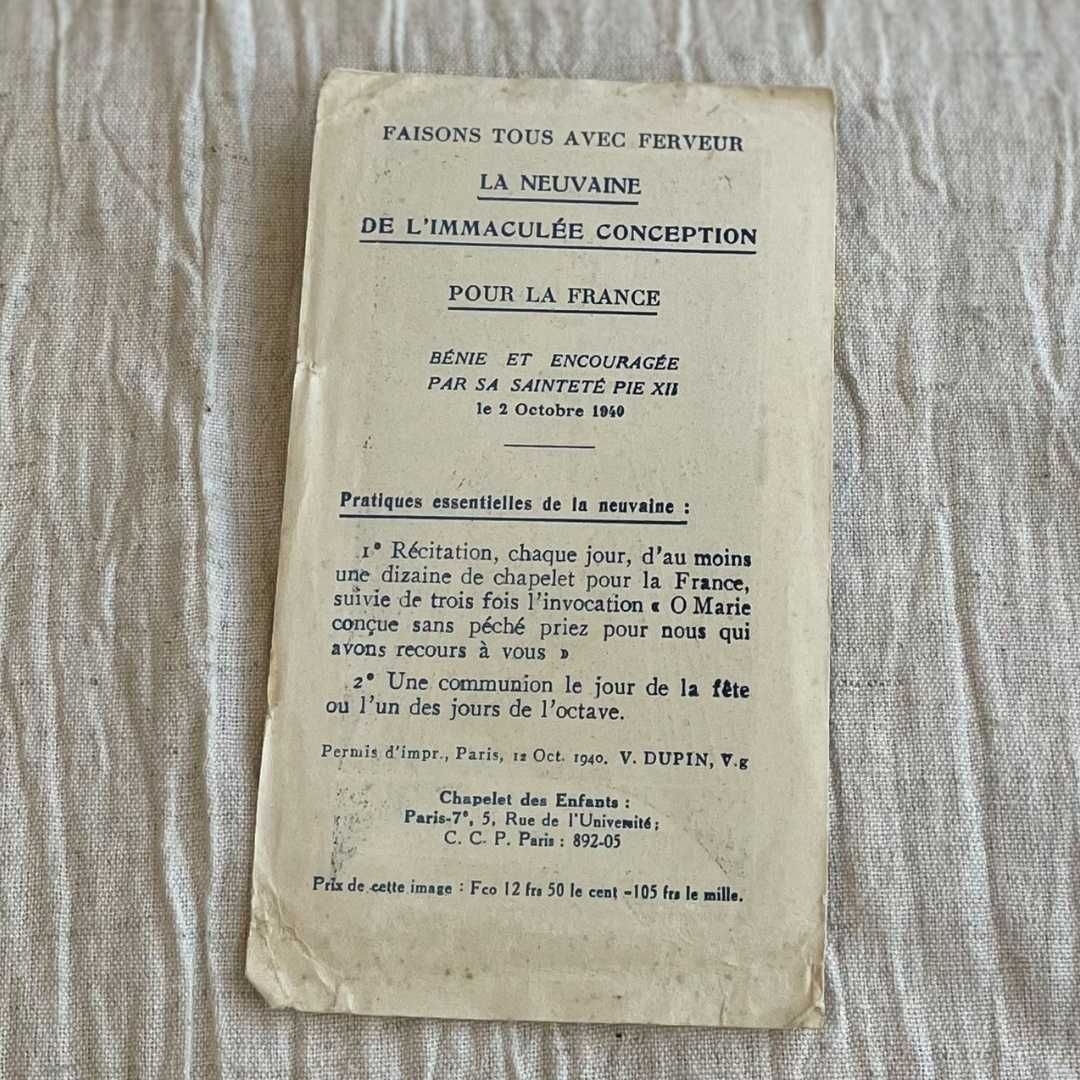 FAISONS TOUS AVEC FERVEUR
LA NEUVAINE
DE L'IMMACULÉE CONCEPTION
POUR LA FRANCE
BÉNIE ET ENCOURAGÉE
PAR SA SAINTETÉ PIE XII
le 2 Octobre 1940
Pratiques essentielles de la neuvaine :
1° Récitation, chaque jour, d'au moins
une dizaine de chapelet pour la France,
suivie de trois fois l'invocation « O Marie
conçue sans péché priez pour nous qui
avons recours à vous »
2° Une communion le jour de la fête
ou l'un des jours de l'octave.
Permis d'impr., Paris, 12 Oct. 1940. V. DUPIN, V.g
Chapelet des Enfants :
Paris-7e, 5, Rue de l'Université ;
C. C. P. Paris : 892-05
Prix de cette image : Fco 12 frs 50 le cent -105 frs le mille.